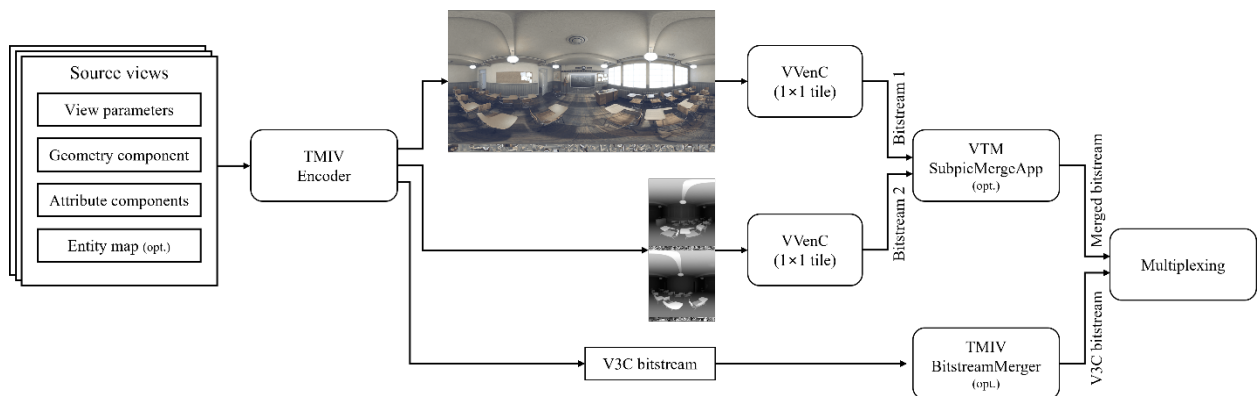 Source views
View parameters
Geometry component
Attribute components
Entity map (opt.)
TMIV
Encoder
VVenC
(1×1 tile)
Bitstream 1
VVenC
(1×1 tile)
Bitstream 2
VTM
SubpicMergeApp
(opt.)
Merged bitstream
V3C bitstream
TMIV
BitstreamMerger
(opt.)
V3C bitstream
Multiplexing